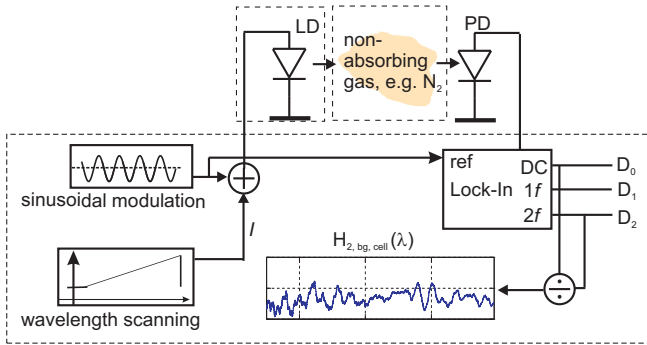 LD
non-
absorbing
gas, e.g. N2
PD
sinusoidal modulation
ref
Lock-In
DC
1f
2f
D0
D1
D2
I
wavelength scanning
H2, bg, cell (λ)